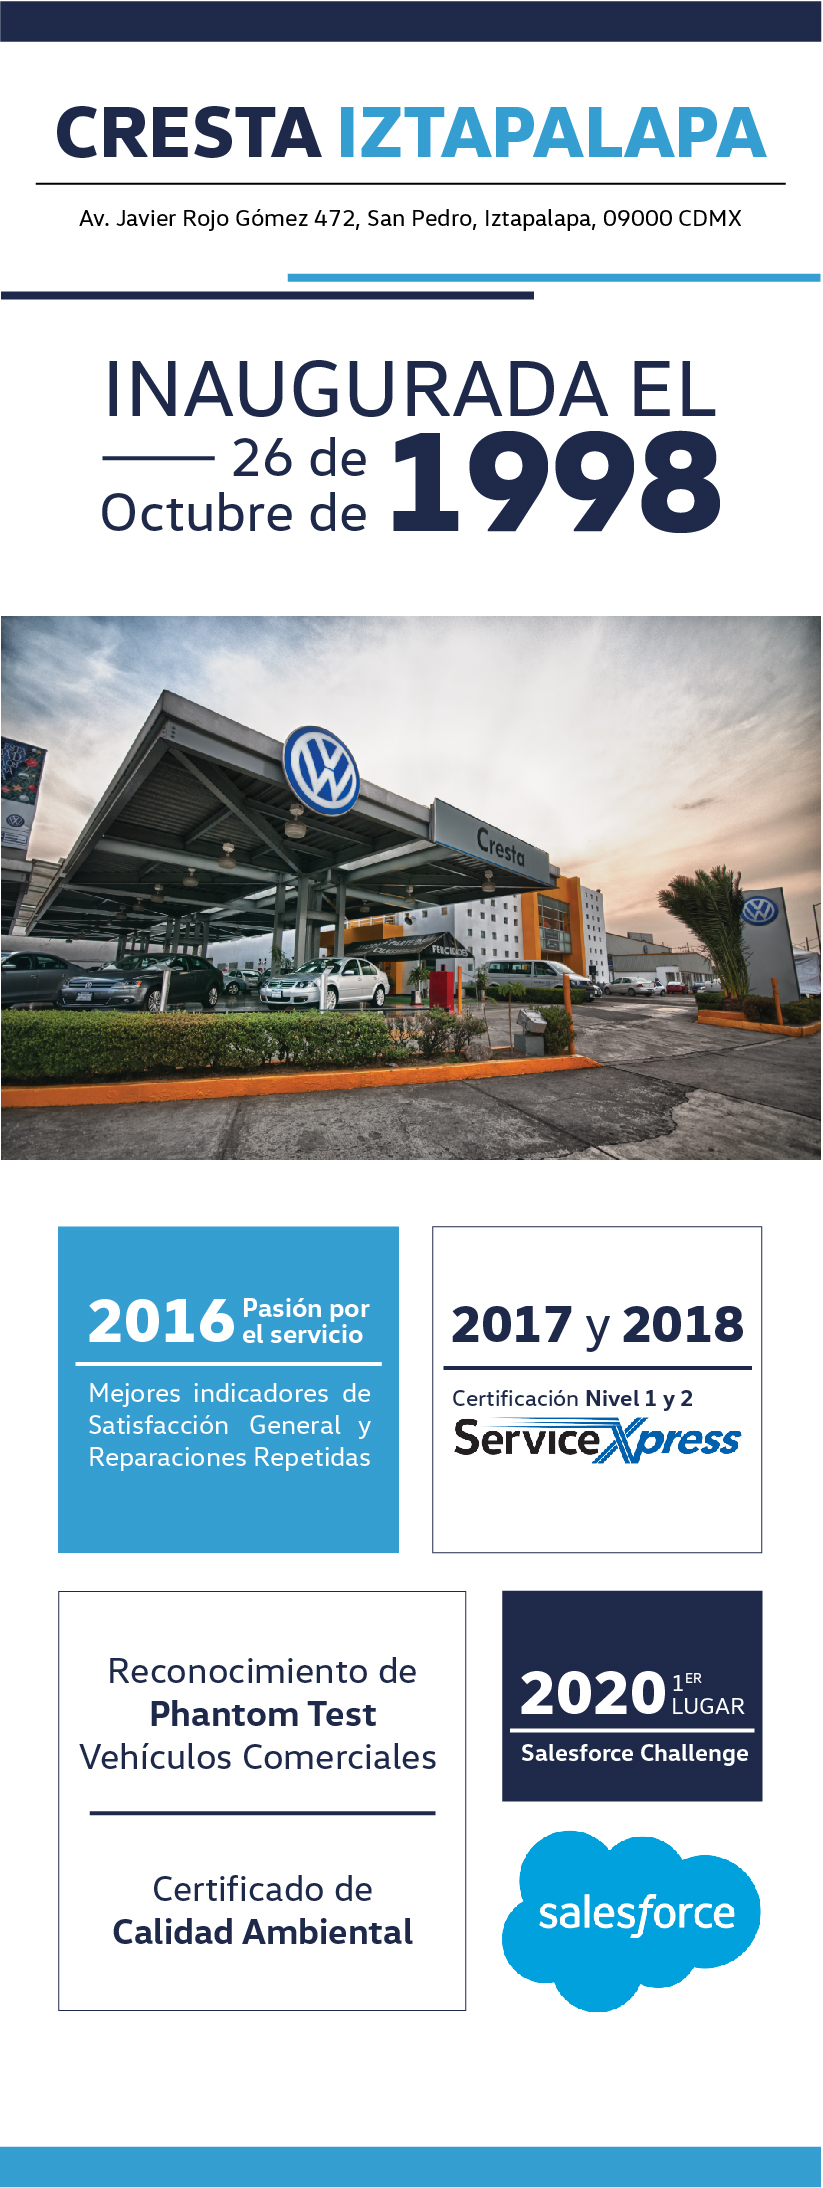 CRESTA IZTAPALAPA
Av. Javier Rojo Gómez 472, San Pedro, Iztapalapa, 09000 CDMX
INAUGURADA EL
26 de
Octubre de 1998
Cresta
2016 Pasión por
el servicio
Mejores indicadores de
Satisfacción General y
Reparaciones Repetidas
2017 y 2018
Certificación Nivel 1 y 2
ServiceXpress
Reconocimiento de
Phantom Test
Vehículos Comerciales
Certificado de
Calidad Ambiental
2020 1ER
LUGAR
Salesforce Challenge
salesforce